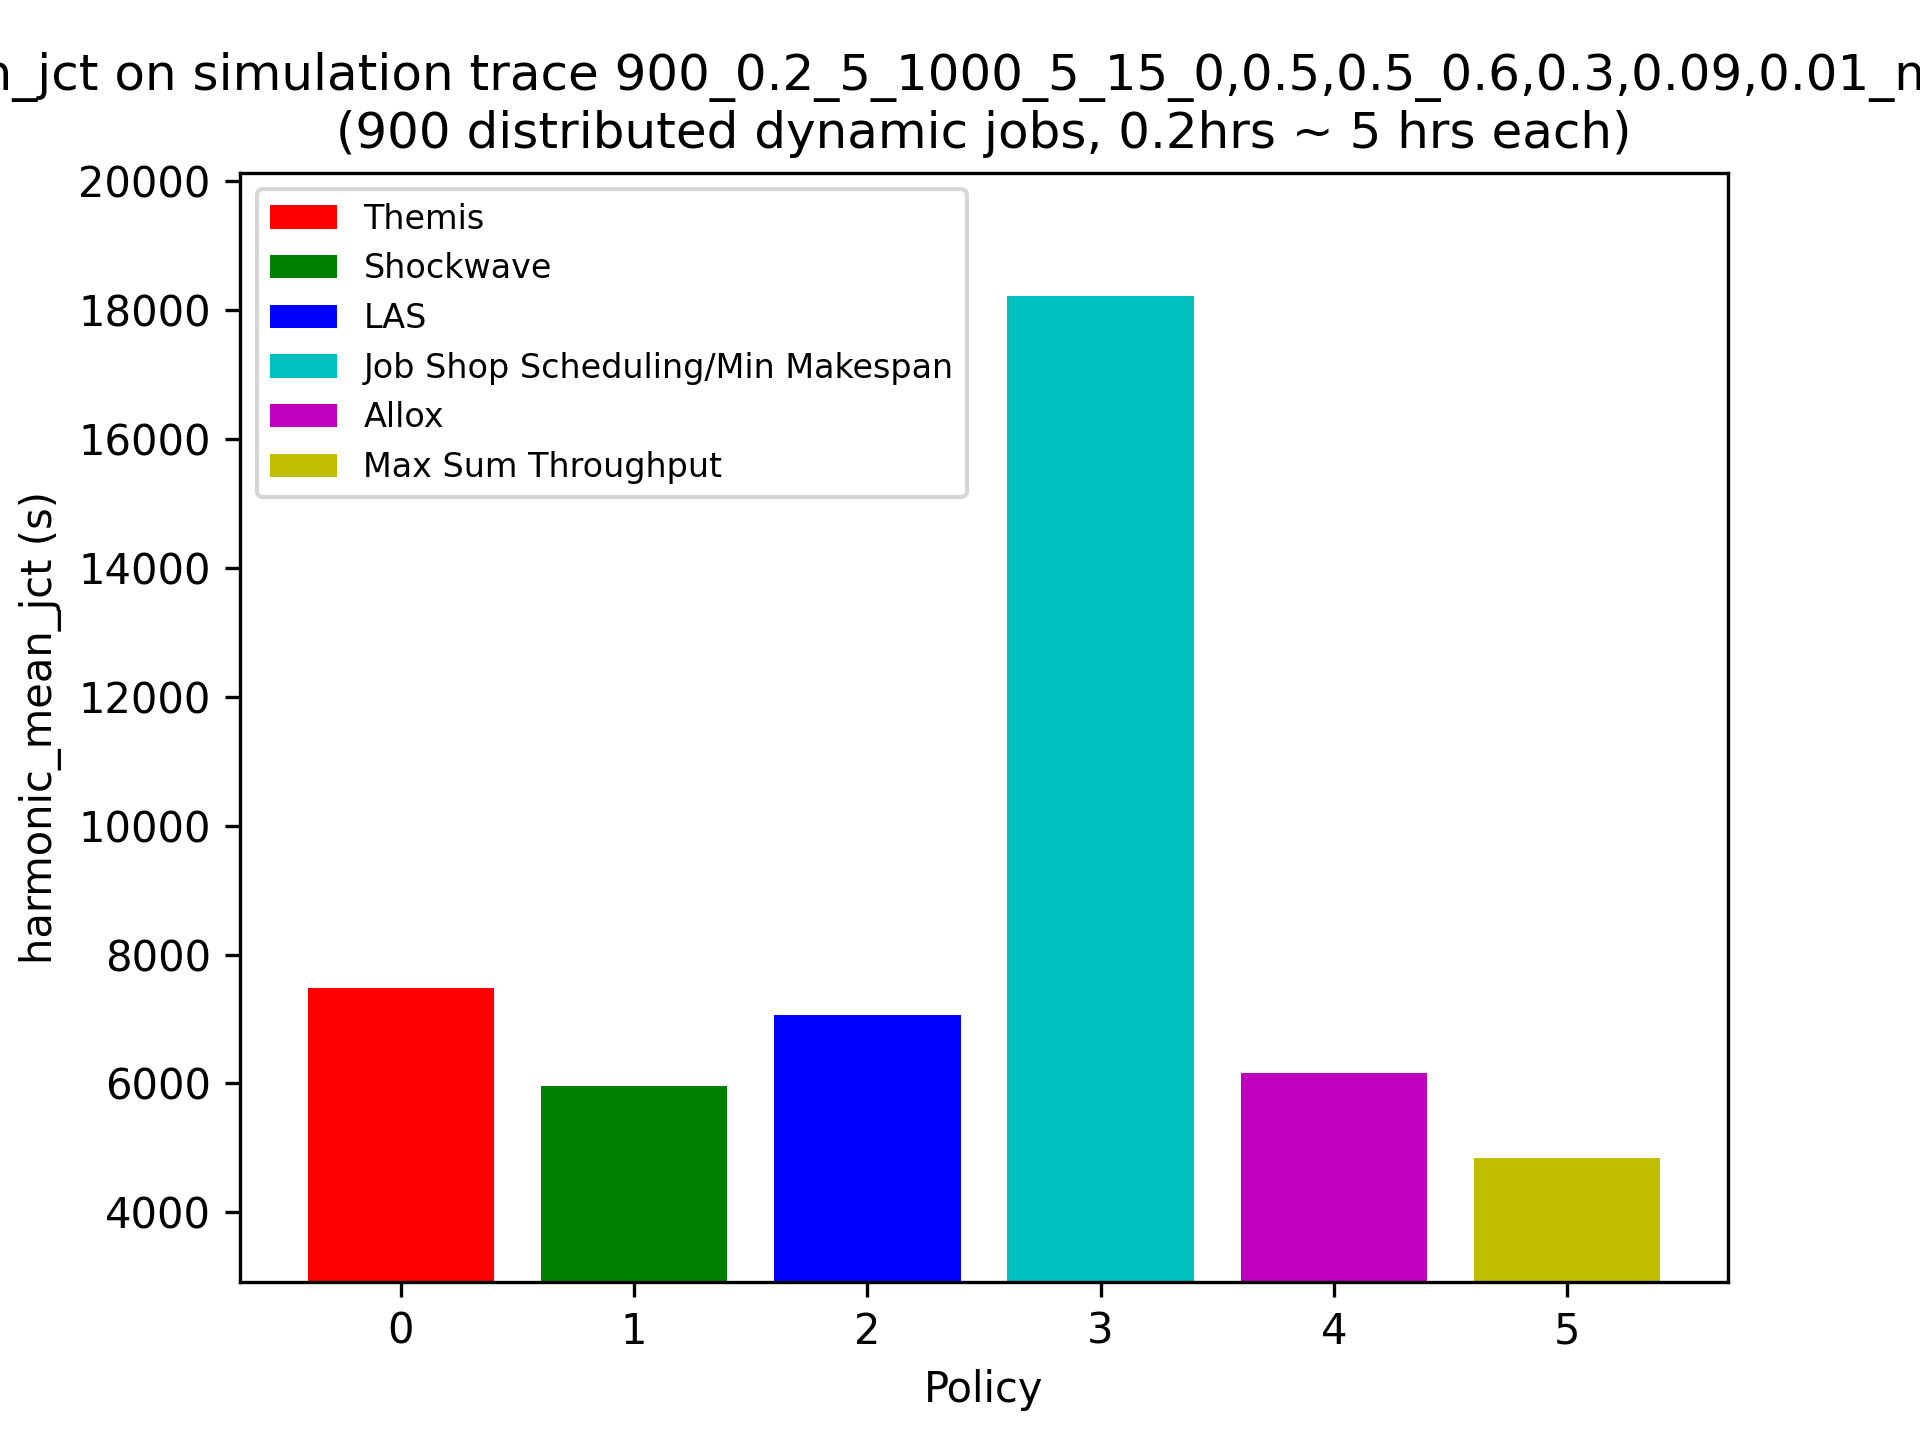 _jct on simulation trace 900_0.2_5_1000_5_15_0,0.5,0.5_0.6,0.3,0.09,0.01_
(900 distributed dynamic jobs, 0.2hrs ~ 5 hrs each)
20000
18000
16000
14000
12000
10000
8000
6000
4000
harmonic_mean_jct (s)
Themis
Shockwave
LAS
Job Shop Scheduling/Min Makespan
Allox
Max Sum Throughput
0 1 2 3 4 5
Policy